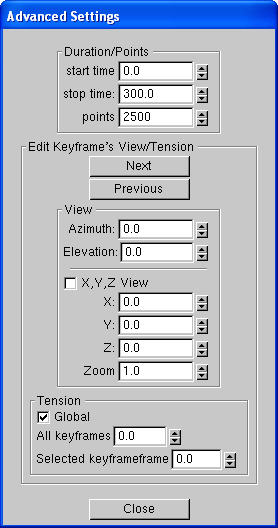 Advanced Settings
Duration/Points
start time 0.0
stop time: 300.0
points 2500
Edit Keyframe's View/Tension
Next
Previous
View
Azimuth: 0.0
Elevation: 0.0
X,Y,Z View
X: 0.0
Y: 0.0
Z: 0.0
Zoom 1.0
Tension
Global
All keyframes 0.0
Selected keyframeframe 0.0
Close